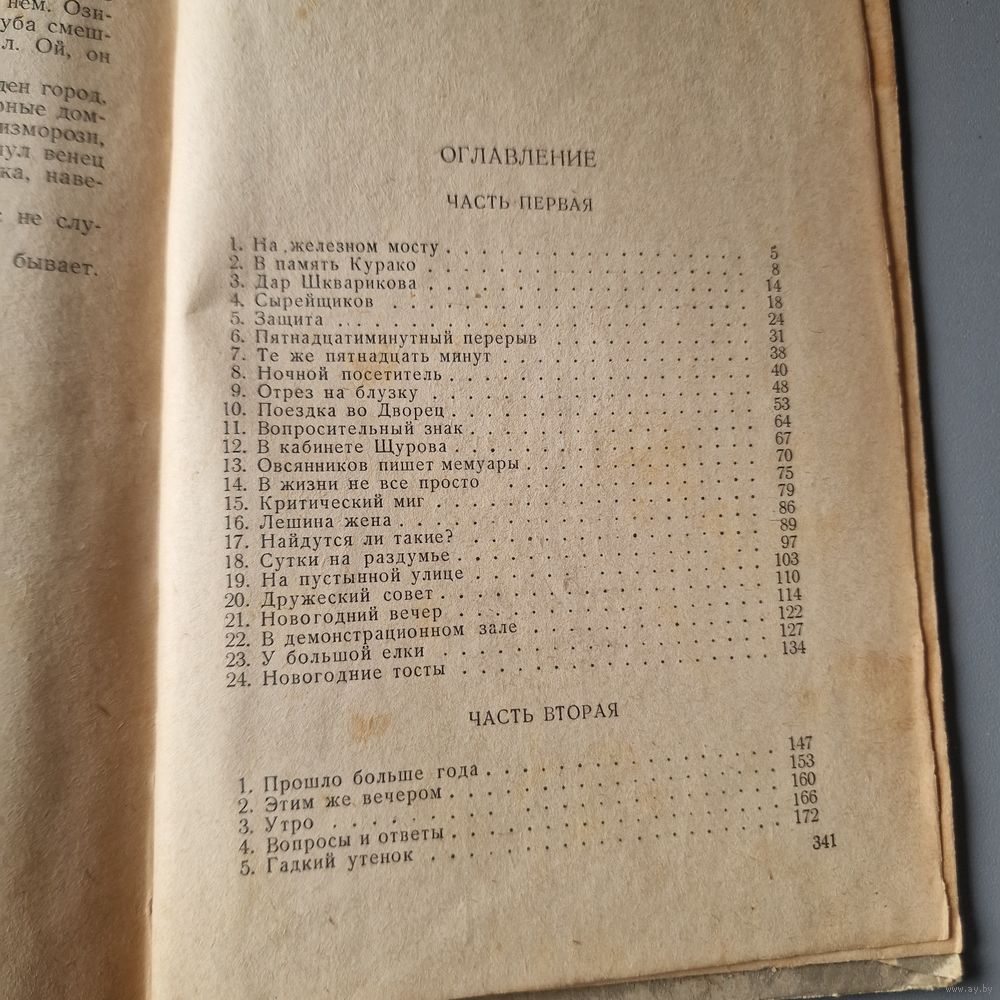 нем. Ози-
уба смеш-
л. Ой, он
ден город,
рные дом-
изморози,
нул венец
ка, наве-
не слу-
бывает.
ОГЛАВЛЕНИЕ
ЧАСТЬ ПЕРВАЯ
1. На железном мосту . . . . . . . . . . . . 5
2. В память Курако . . . . . . . . . . . . 8
3. Дар Шкварикова . . . . . . . . . . . . 14
4. Сырейщиков . . . . . . . . . . . . 18
5. Защита . . . . . . . . . . . . 24
6. Пятнадцатиминутный перерыв . . . . . . . . . 31
7. Те же пятнадцать минут . . . . . . . . . . 38
8. Ночной посетитель . . . . . . . . . . . . 40
9. Отрез на блузку . . . . . . . . . . . . 48
10. Поездка во Дворец . . . . . . . . . . . . 53
11. Вопросительный знак . . . . . . . . . . . . 64
12. В кабинете Щурова . . . . . . . . . . . . 67
13. Овсянников пишет мемуары . . . . . . . . . . 70
14. В жизни не все просто . . . . . . . . . . 75
15. Критический миг . . . . . . . . . . . . 79
16. Лешина жена . . . . . . . . . . . . 86
17. Найдутся ли такие? . . . . . . . . . . . . 89
18. Сутки на раздумье . . . . . . . . . . . . 97
19. На пустынной улице . . . . . . . . . . . . 103
20. Дружеский совет . . . . . . . . . . . . 110
21. Новогодний вечер . . . . . . . . . . . . 114
22. В демонстрационном зале . . . . . . . . . . 122
23. У большой елки . . . . . . . . . . . . 127
24. Новогодние тосты . . . . . . . . . . . . 134
ЧАСТЬ ВТОРАЯ
1. Прошло больше года . . . . . . . . . . . . 147
2. Этим же вечером . . . . . . . . . . . . 153
3. Утро . . . . . . . . . . . . 160
4. Вопросы и ответы . . . . . . . . . . . . 166
5. Гадкий утенок . . . . . . . . . . . . 172
341
www.ay.by